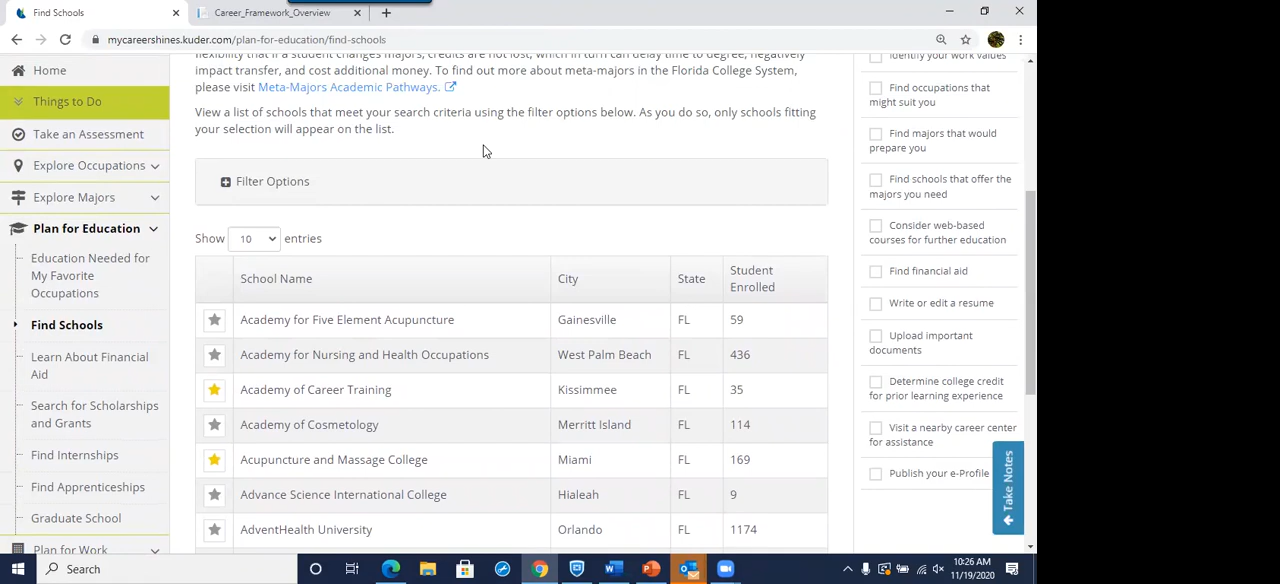 Find Schools
Career_Framework_Overview
mycareershines.kuder.com/plan-for-education/find-schools
Home
Things to Do
Take an Assessment
Explore Occupations
Explore Majors
Plan for Education
Education Needed for
My Favorite
Occupations
Find Schools
Learn About Financial
Aid
Search for Scholarships
and Grants
Find Internships
Find Apprenticeships
Graduate School
Plan for Work
flexibility that if a student changes majors, credits are not lost, which in turn can delay time to degree, negatively
impact transfer, and cost additional money. To find out more about meta-majors in the Florida College System,
please visit Meta-Majors Academic Pathways.
View a list of schools that meet your search criteria using the filter options below. As you do so, only schools fitting
your selection will appear on the list.
Filter Options
Show 10 entries
School Name City State Student
Enrolled
Academy for Five Element Acupuncture Gainesville FL 59
Academy for Nursing and Health Occupations West Palm Beach FL 436
Academy of Career Training Kissimmee FL 35
Academy of Cosmetology Merritt Island FL 114
Acupuncture and Massage College Miami FL 169
Advance Science International College Hialeah FL 9
AdventHealth University Orlando FL 1174
Identify your work values
Find occupations that
might suit you
Find majors that would
prepare you
Find schools that offer the
majors you need
Consider web-based
courses for further education
Find financial aid
Write or edit a resume
Upload important
documents
Determine college credit
for prior learning experience
Visit a nearby career center
for assistance
Publish your e-Profile
Take Notes
Search
10:26 AM
11/19/2020